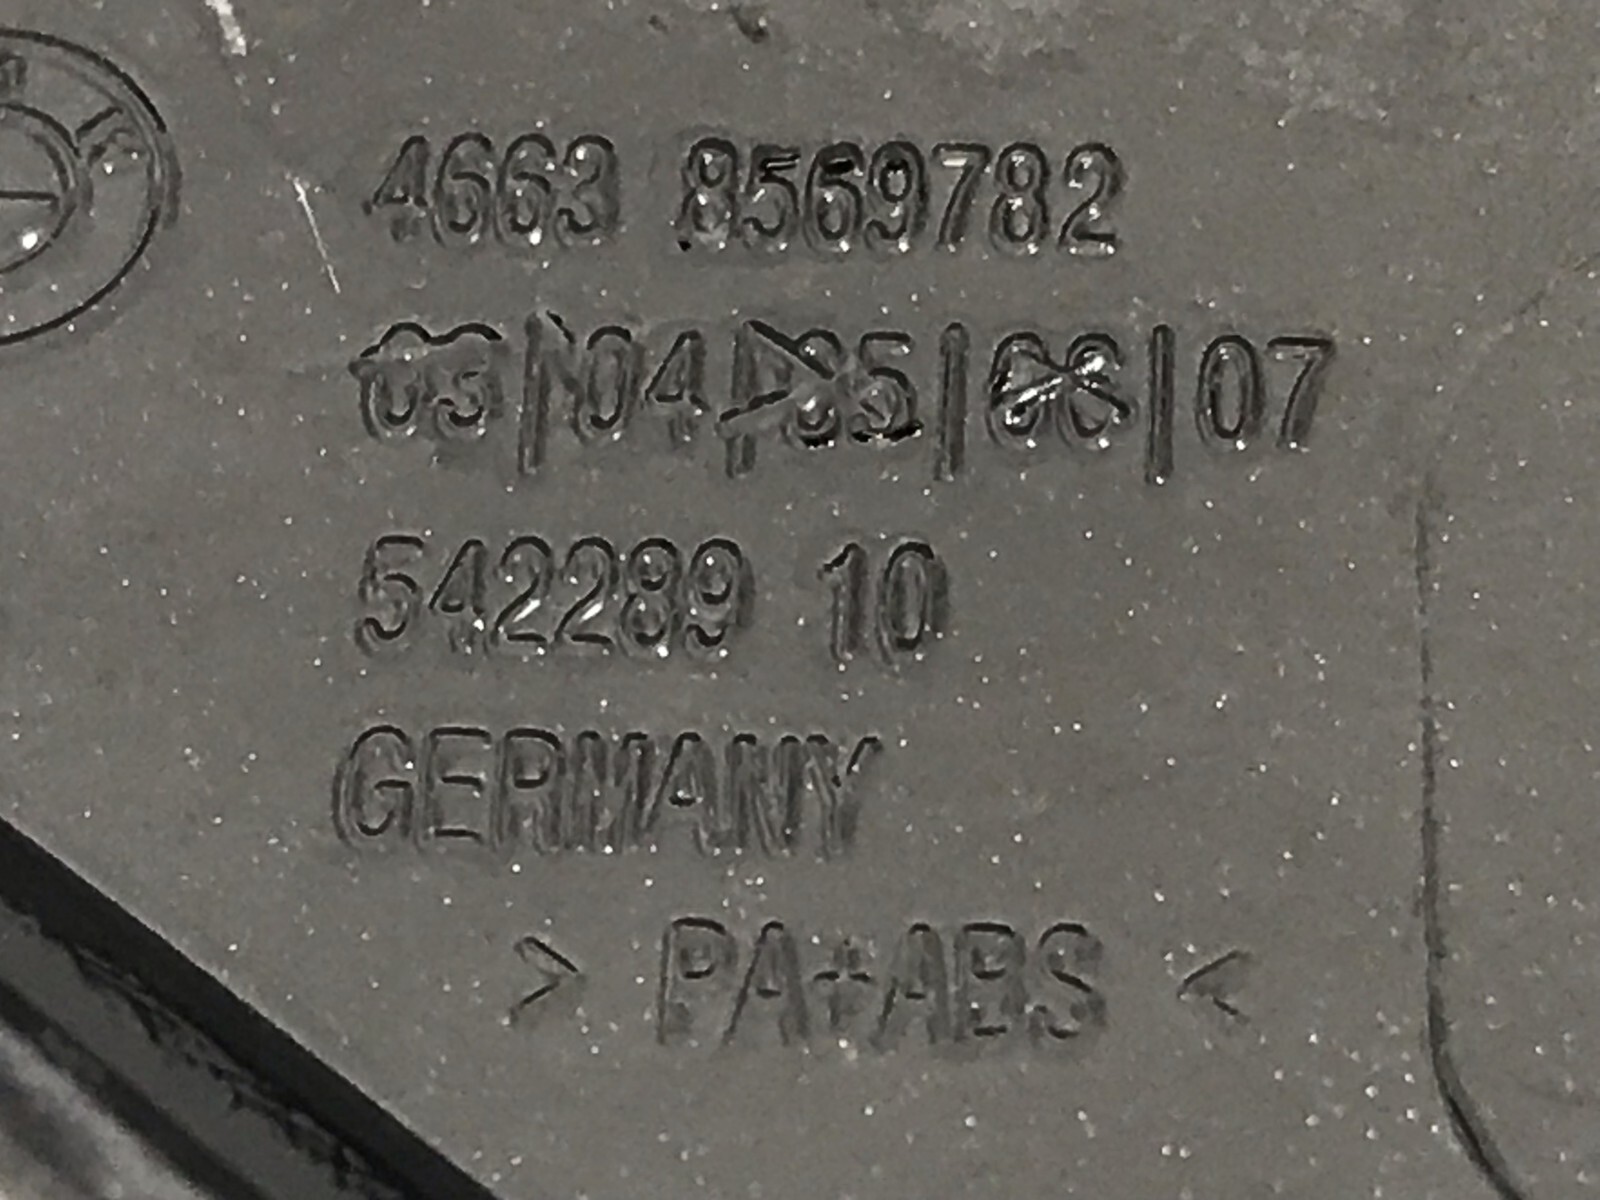 4663 8569782
03|04|05|06|07
542289 10
GERMANY
> PA+ABS <